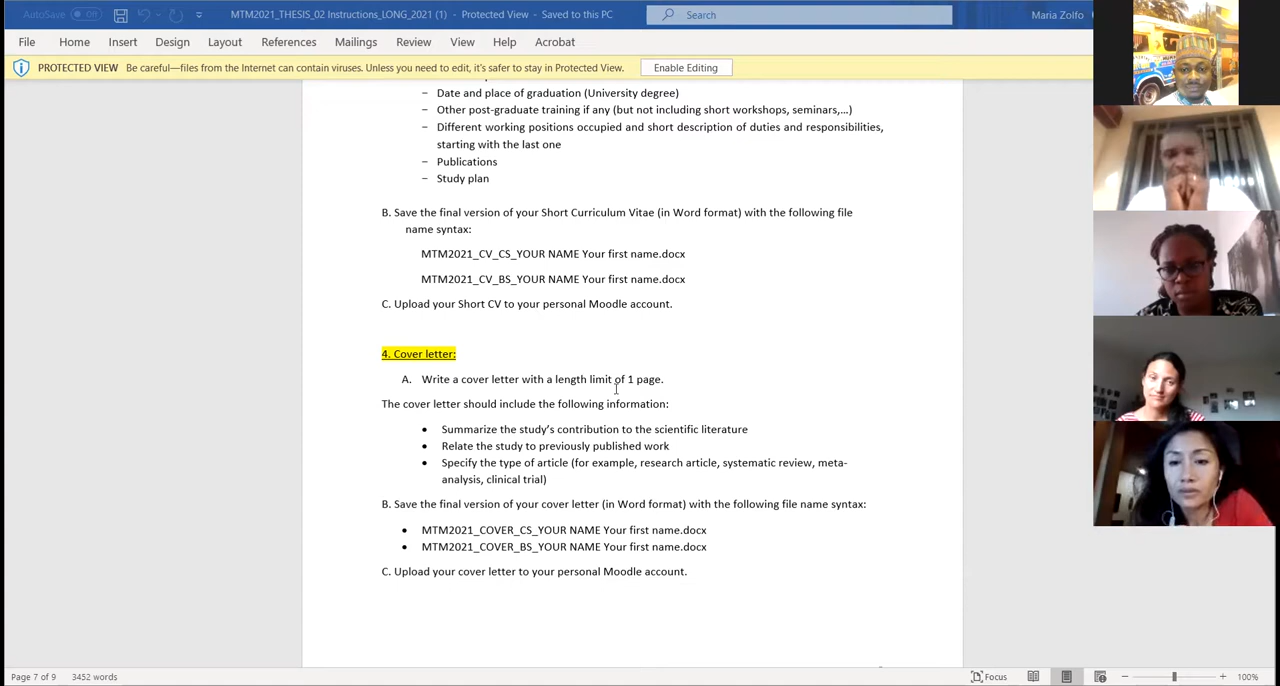 AutoSave Off
MTM2021_THESIS_02 Instructions_LONG_2021 (1) - Protected View - Saved to this PC
Search
Maria Zolfo
File Home Insert Design Layout References Mailings Review View Help Acrobat
PROTECTED VIEW Be careful—files from the Internet can contain viruses. Unless you need to edit, it's safer to stay in Protected View. Enable Editing
– Date and place of graduation (University degree)
– Other post-graduate training if any (but not including short workshops, seminars,...)
– Different working positions occupied and short description of duties and responsibilities,
starting with the last one
– Publications
– Study plan
B. Save the final version of your Short Curriculum Vitae (in Word format) with the following file
name syntax:
MTM2021_CV_CS_YOUR NAME Your first name.docx
MTM2021_CV_BS_YOUR NAME Your first name.docx
C. Upload your Short CV to your personal Moodle account.
4. Cover letter:
A. Write a cover letter with a length limit of 1 page.
The cover letter should include the following information:
• Summarize the study's contribution to the scientific literature
• Relate the study to previously published work
• Specify the type of article (for example, research article, systematic review, meta-
analysis, clinical trial)
B. Save the final version of your cover letter (in Word format) with the following file name syntax:
• MTM2021_COVER_CS_YOUR NAME Your first name.docx
• MTM2021_COVER_BS_YOUR NAME Your first name.docx
C. Upload your cover letter to your personal Moodle account.
Page 7 of 9 3452 words
Focus
100%